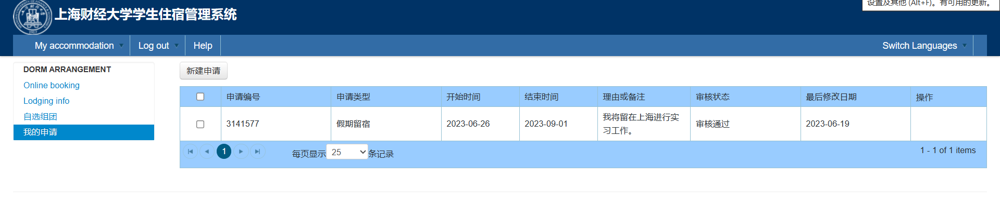 设置及其他 (Alt+F)。有可用的更新。
上海财经大学学生住宿管理系统
My accommodation Log out Help Switch Languages
DORM ARRANGEMENT
Online booking
Lodging info
自选组团
我的申请
新建申请
申请编号 申请类型 开始时间 结束时间 理由或备注 审核状态 最后修改日期 操作
3141577 假期留宿 2023-06-26 2023-09-01 我将留在上海进行实
习工作。 审核通过 2023-06-19
1 每页显示 25 条记录 1 - 1 of 1 items